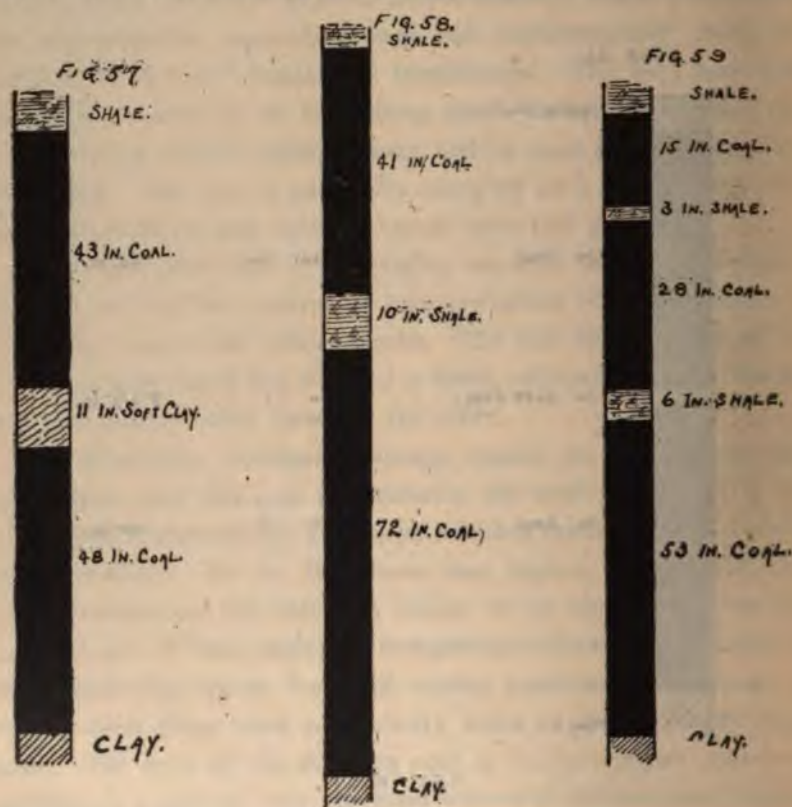 FIG. 57
SHALE.
43 IN. COAL.
11 IN. SOFT CLAY.
48 IN. COAL
CLAY.
FIG. 58.
SHALE.
41 IN. COAL
10 IN. SHALE.
72 IN. COAL
CLAY.
FIG. 59
SHALE.
15 IN. COAL.
3 IN. SHALE.
28 IN. COAL.
6 IN. SHALE.
53 IN. COAL.
CLAY.